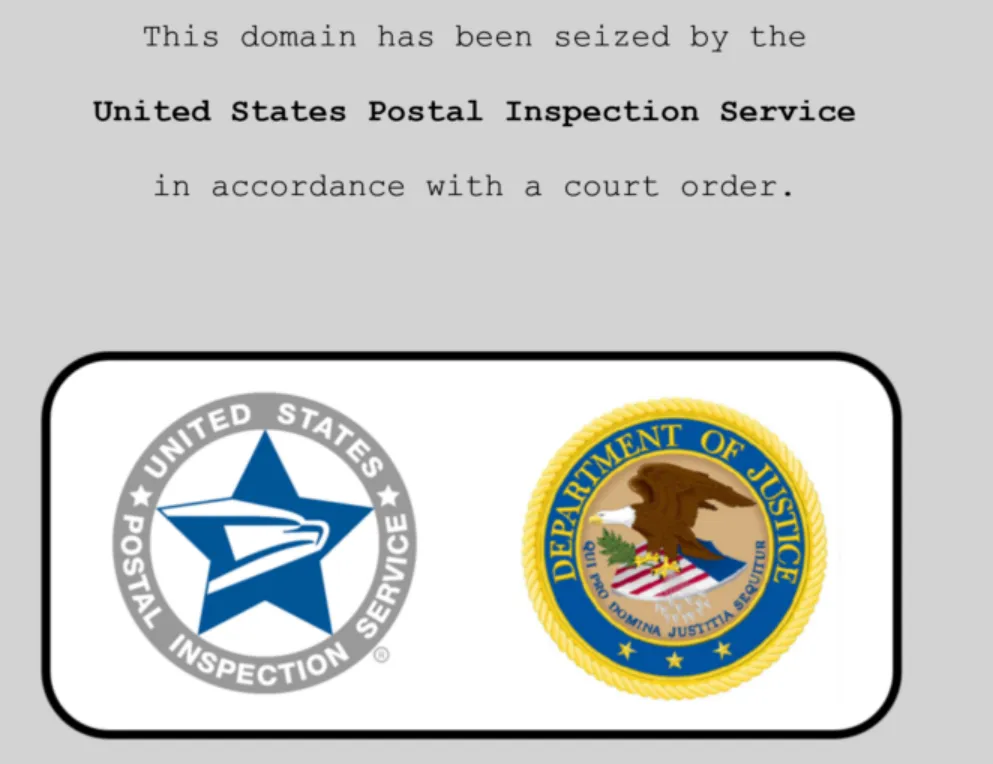 This domain has been seized by the
United States Postal Inspection Service
in accordance with a court order.
UNITED STATES
POSTAL INSPECTION SERVICE
®
DEPARTMENT OF JUSTICE
QUI PRO DOMINA JUSTITIA SEQUITUR